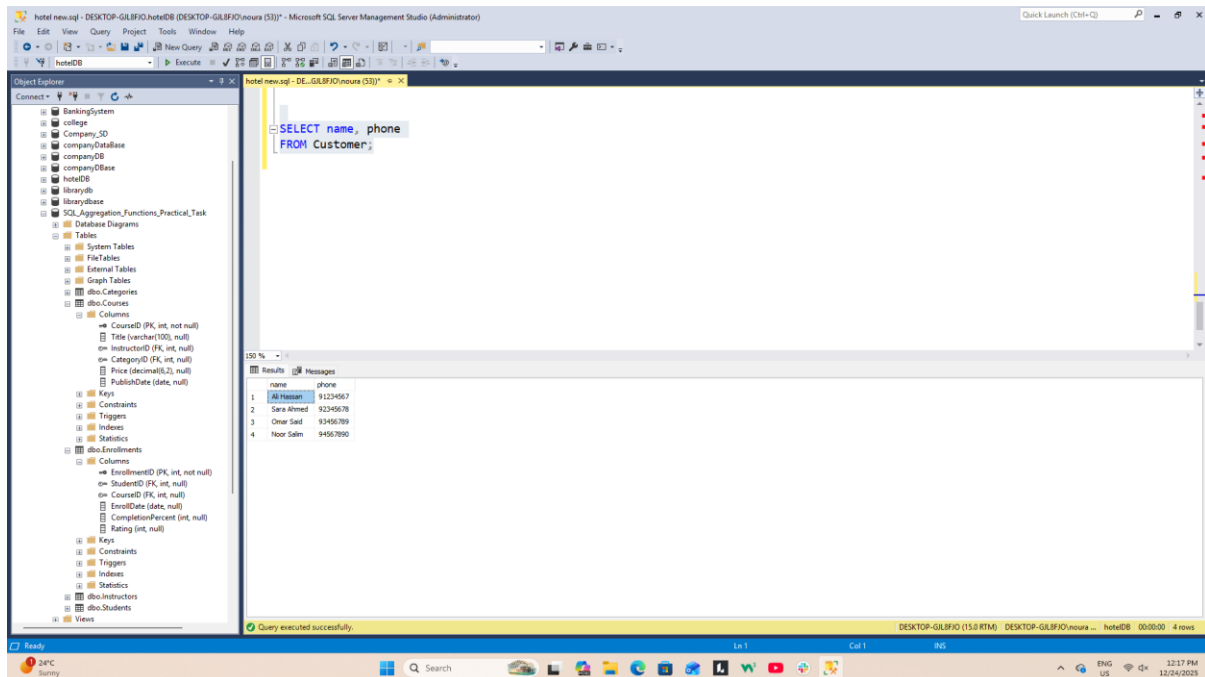 hotel new.sql - DESKTOP-GJL8FJO.hotelDB (DESKTOP-GJL8FJO\noura (53))* - Microsoft SQL Server Management Studio (Administrator)
Quick Launch (Ctrl+Q)
File Edit View Query Project Tools Window Help
New Query
hotelDB
Execute
Object Explorer
hotel new.sql - DE...GJL8FJO\noura (53))*
Connect
BankingSystem
college
Company_SD
companyDataBase
companyDB
companyDBase
hotelDB
librarydb
librarydbase
SQL_Aggregation_Functions_Practical_Task
Database Diagrams
Tables
System Tables
FileTables
External Tables
Graph Tables
dbo.Categories
dbo.Courses
Columns
CourseID (PK, int, not null)
Title (varchar(100), null)
InstructorID (FK, int, null)
CategoryID (FK, int, null)
Price (decimal(6,2), null)
PublishDate (date, null)
Keys
Constraints
Triggers
Indexes
Statistics
dbo.Enrollments
Columns
EnrollmentID (PK, int, not null)
StudentID (FK, int, null)
CourseID (FK, int, null)
EnrollDate (date, null)
CompletionPercent (int, null)
Rating (int, null)
Keys
Constraints
Triggers
Indexes
Statistics
dbo.Instructors
dbo.Students
Views
SELECT name, phone
FROM Customer;
150 %
Results Messages
name phone
1 Ali Hassan 91234567
2 Sara Ahmed 92345678
3 Omar Said 93456789
4 Noor Salim 94567890
Query executed successfully.
DESKTOP-GJL8FJO (15.0 RTM) DESKTOP-GJL8FJO\noura ... hotelDB 00:00:00 4 rows
Ready
Ln 1 Col 1 INS
24°C
Sunny
Search
ENG
US
12:17 PM
12/24/2025